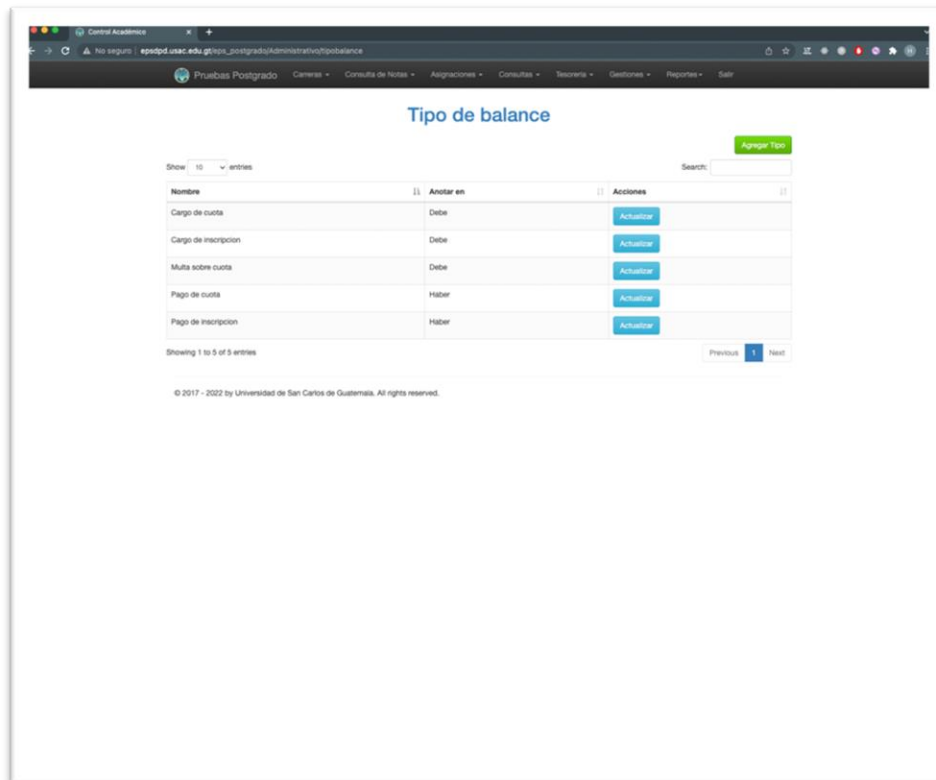 Control Académico
No seguro | epsdpd.usac.edu.gt/eps_postgrado/Administrativo/tipobalance
Pruebas Postgrado Carreras Consulta de Notas Asignaciones Consultas Tesoreria Gestiones Reportes Salir
Tipo de balance
Agregar Tipo
Show 10 entries Search:
Nombre Anotar en Acciones
Cargo de cuota Debe Actualizar
Cargo de inscripcion Debe Actualizar
Multa sobre cuota Debe Actualizar
Pago de cuota Haber Actualizar
Pago de inscripcion Haber Actualizar
Showing 1 to 5 of 5 entries Previous 1 Next
© 2017 - 2022 by Universidad de San Carlos de Guatemala. All rights reserved.